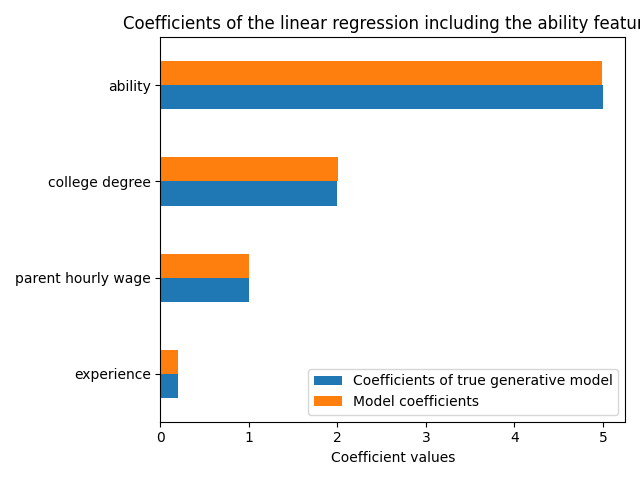 Coefficients of the linear regression including the ability featur
ability
college degree
parent hourly wage
experience
Coefficients of true generative model
Model coefficients
0 1 2 3 4 5
Coefficient values